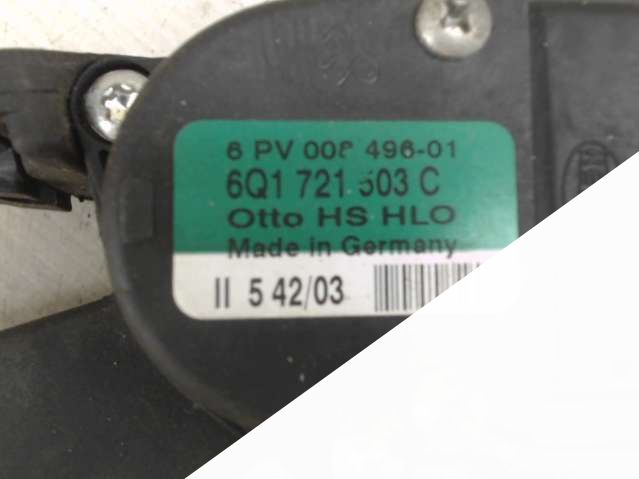 6 PV 008 496-01
6Q1 721 503 C
Otto HS HLO
Made in Germany
II 5 42/03